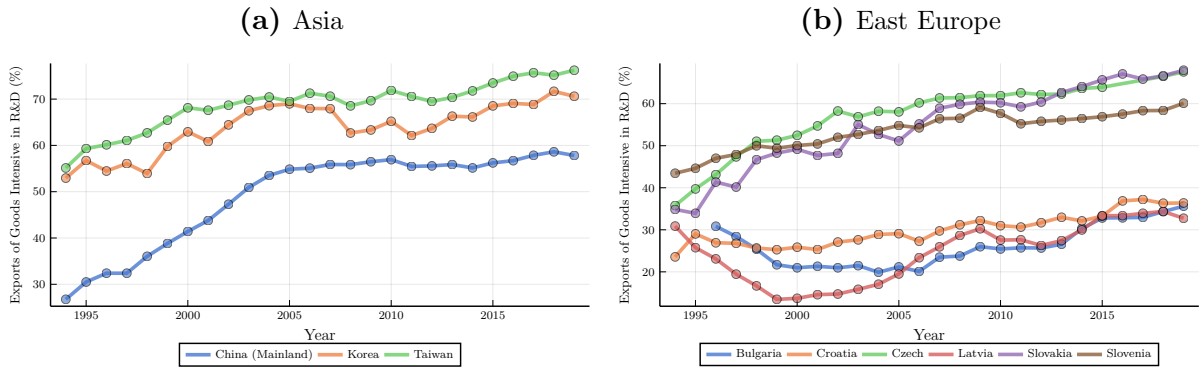 (a) Asia
Exports of Goods Intensive in R&D (%)
70
60
50
40
30
1995 2000 2005 2010 2015
Year
China (Mainland) Korea Taiwan
(b) East Europe
Exports of Goods Intensive in R&D (%)
60
50
40
30
20
1995 2000 2005 2010 2015
Year
Bulgaria Croatia Czech Latvia Slovakia Slovenia